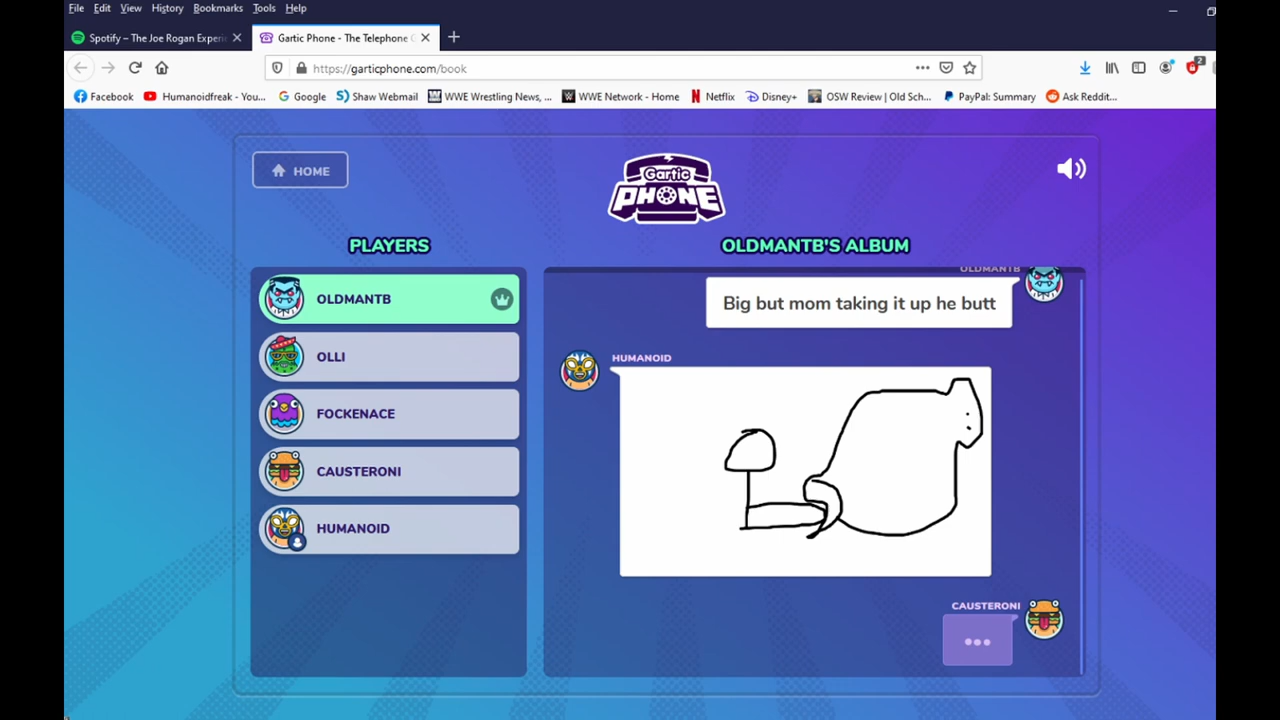 File Edit View History Bookmarks Tools Help
Spotify – The Joe Rogan Experi
Gartic Phone - The Telephone G
https://garticphone.com/book
2
Facebook
Humanoidfreak - You...
Google
Shaw Webmail
WWE Wrestling News, ...
WWE Network - Home
Netflix
Disney+
OSW Review | Old Sch...
PayPal: Summary
Ask Reddit...
HOME
Gartic
PHONE
PLAYERS
OLDMANTB'S ALBUM
OLDMANTB
OLLI
FOCKENACE
CAUSTERONI
HUMANOID
OLDMANTB
Big but mom taking it up he butt
HUMANOID
CAUSTERONI
•••